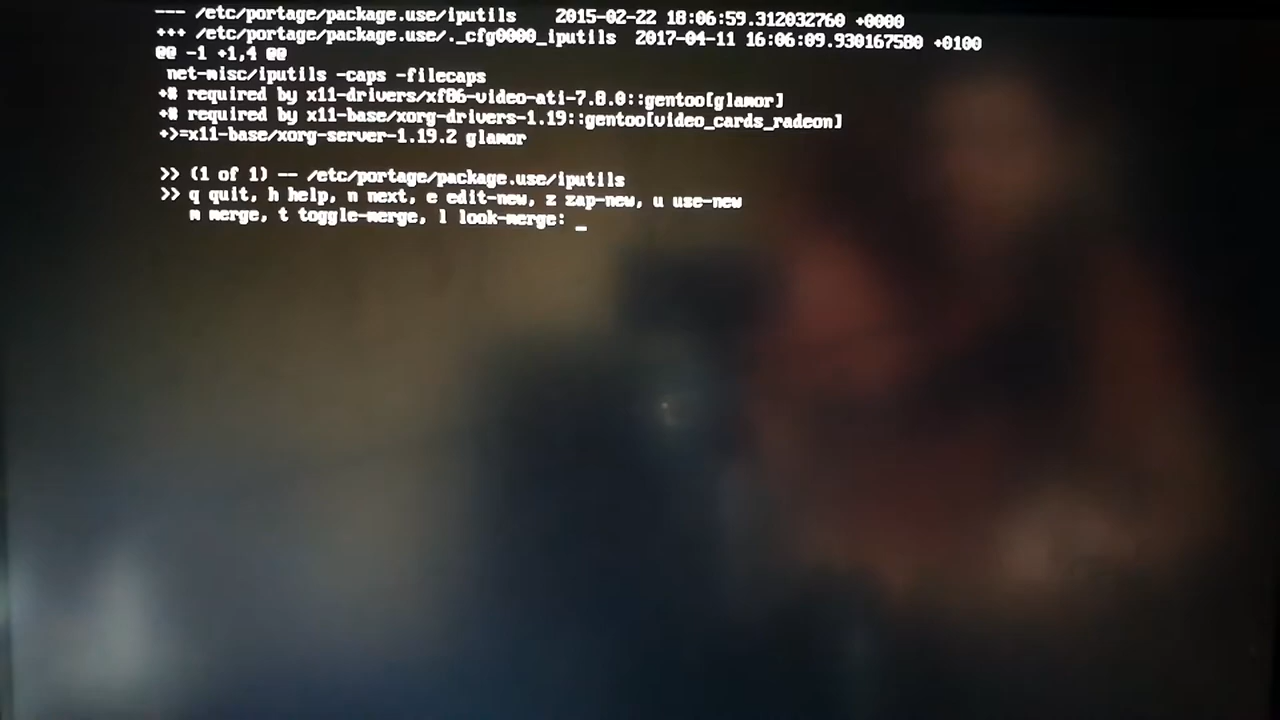 --- /etc/portage/package.use/iputils 2015-02-22 18:06:59.312032760 +0000
+++ /etc/portage/package.use/._cfg0000_iputils 2017-04-11 16:06:09.930167580 +0100
@@ -1 +1,4 @@
net-misc/iputils -caps -filecaps
+# required by x11-drivers/xf86-video-ati-7.8.0::gentoo[glamor]
+# required by x11-base/xorg-drivers-1.19::gentoo[video_cards_radeon]
+>=x11-base/xorg-server-1.19.2 glamor
>> (1 of 1) -- /etc/portage/package.use/iputils
>> q quit, h help, n next, e edit-new, z zap-new, u use-new
m merge, t toggle-merge, l look-merge: _